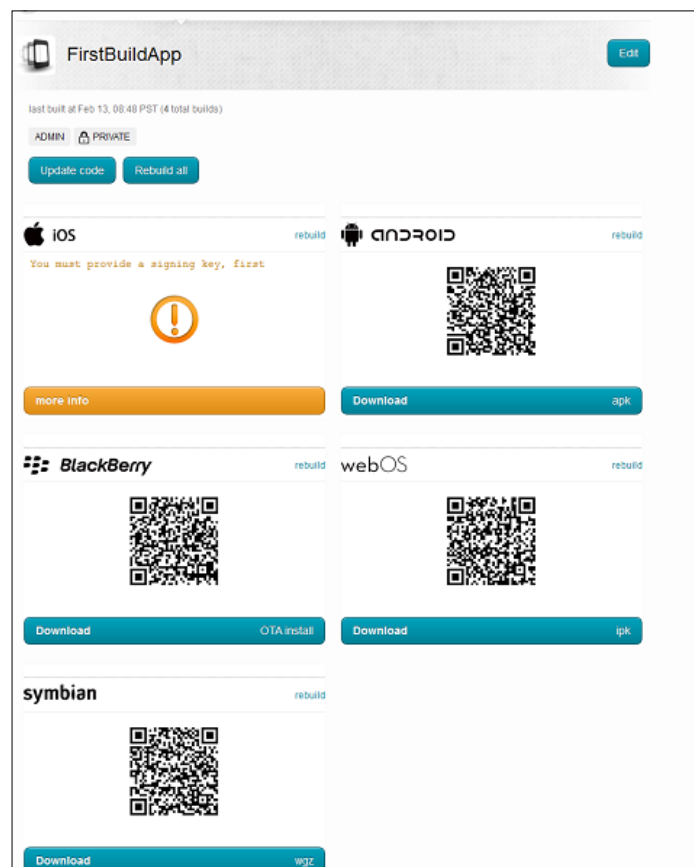 FirstBuildApp
Edit
last built at Feb 13, 08:48 PST (4 total builds)
ADMIN PRIVATE
Update code Rebuild all
iOS rebuild
You must provide a signing key, first
more info
ANDROID rebuild
Download apk
BlackBerry rebuild
Download OTA install
webOS rebuild
Download ipk
symbian rebuild
Download wgz